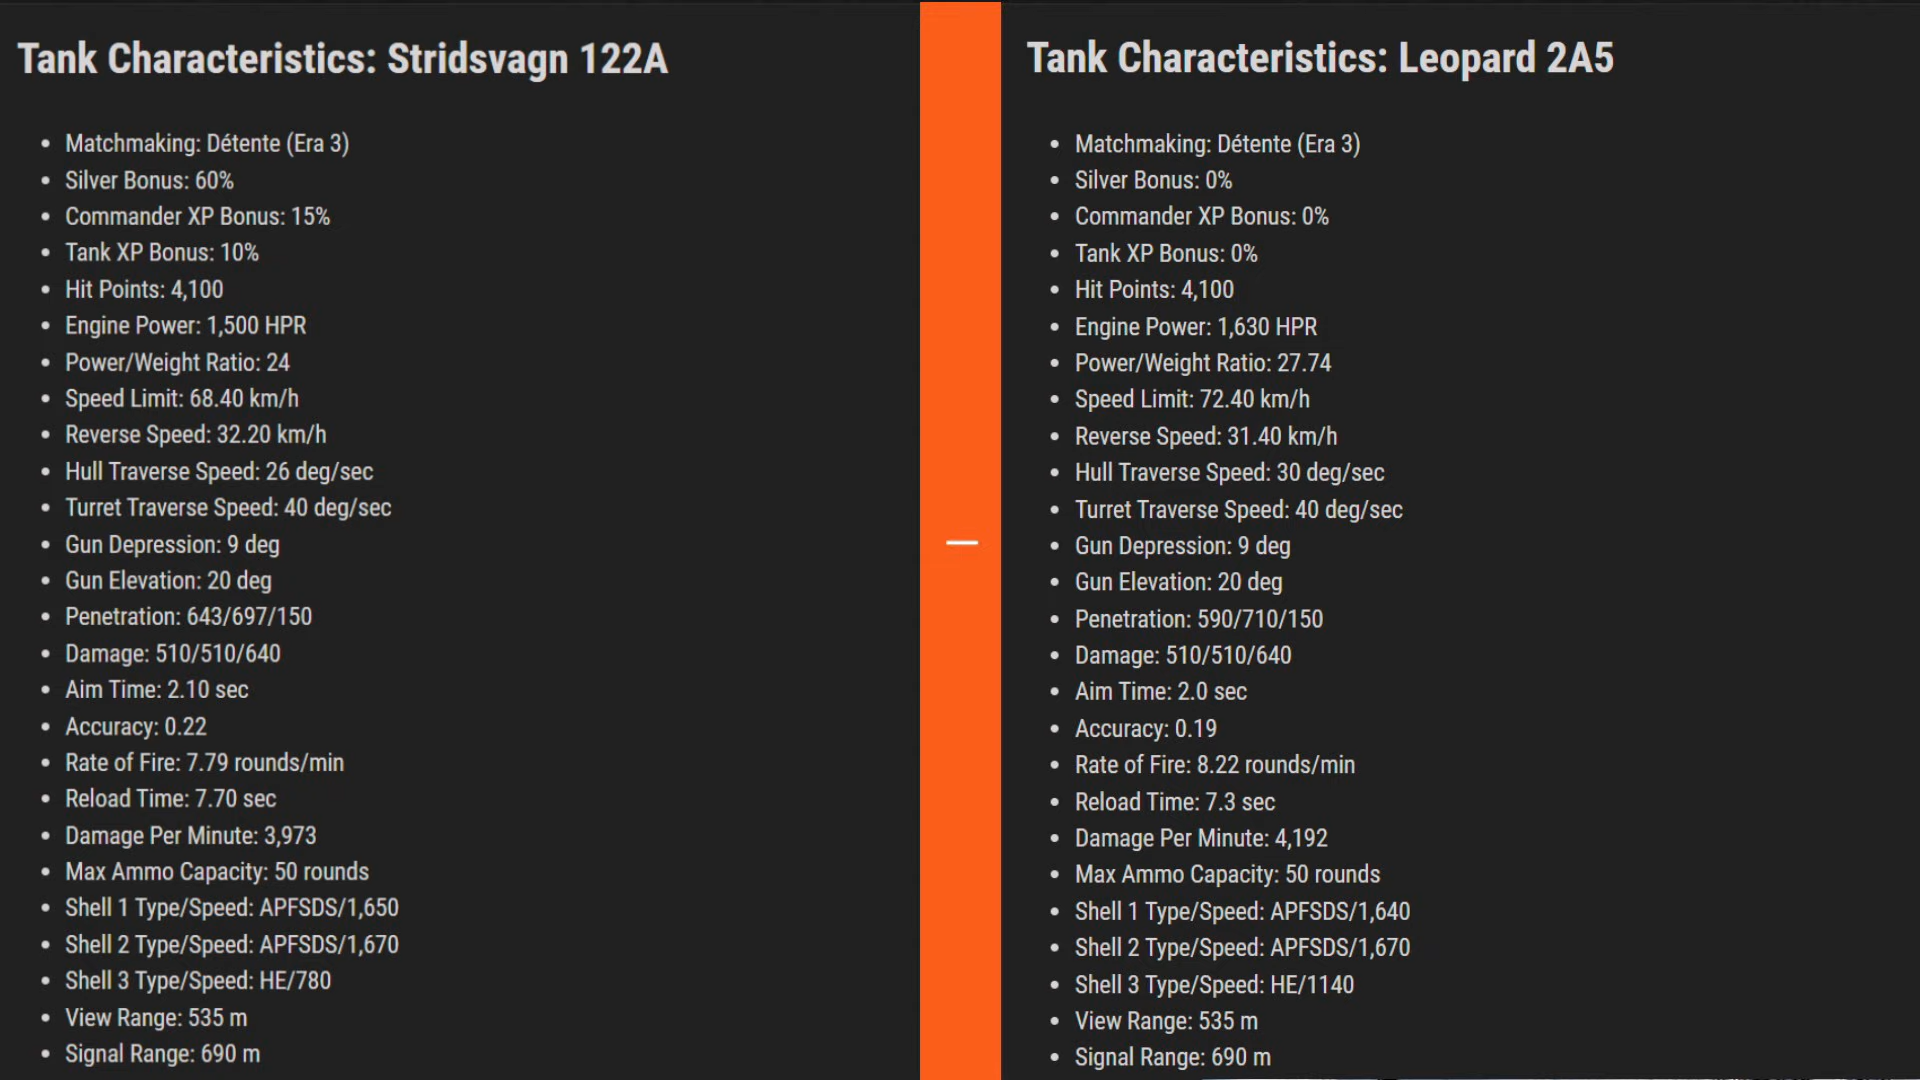 Tank Characteristics: Stridsvagn 122A
Matchmaking: Détente (Era 3)
Silver Bonus: 60%
Commander XP Bonus: 15%
Tank XP Bonus: 10%
Hit Points: 4,100
Engine Power: 1,500 HPR
Power/Weight Ratio: 24
Speed Limit: 68.40 km/h
Reverse Speed: 32.20 km/h
Hull Traverse Speed: 26 deg/sec
Turret Traverse Speed: 40 deg/sec
Gun Depression: 9 deg
Gun Elevation: 20 deg
Penetration: 643/697/150
Damage: 510/510/640
Aim Time: 2.10 sec
Accuracy: 0.22
Rate of Fire: 7.79 rounds/min
Reload Time: 7.70 sec
Damage Per Minute: 3,973
Max Ammo Capacity: 50 rounds
Shell 1 Type/Speed: APFSDS/1,650
Shell 2 Type/Speed: APFSDS/1,670
Shell 3 Type/Speed: HE/780
View Range: 535 m
Signal Range: 690 m
Tank Characteristics: Leopard 2A5
Matchmaking: Détente (Era 3)
Silver Bonus: 0%
Commander XP Bonus: 0%
Tank XP Bonus: 0%
Hit Points: 4,100
Engine Power: 1,630 HPR
Power/Weight Ratio: 27.74
Speed Limit: 72.40 km/h
Reverse Speed: 31.40 km/h
Hull Traverse Speed: 30 deg/sec
Turret Traverse Speed: 40 deg/sec
Gun Depression: 9 deg
Gun Elevation: 20 deg
Penetration: 590/710/150
Damage: 510/510/640
Aim Time: 2.0 sec
Accuracy: 0.19
Rate of Fire: 8.22 rounds/min
Reload Time: 7.3 sec
Damage Per Minute: 4,192
Max Ammo Capacity: 50 rounds
Shell 1 Type/Speed: APFSDS/1,640
Shell 2 Type/Speed: APFSDS/1,670
Shell 3 Type/Speed: HE/1140
View Range: 535 m
Signal Range: 690 m